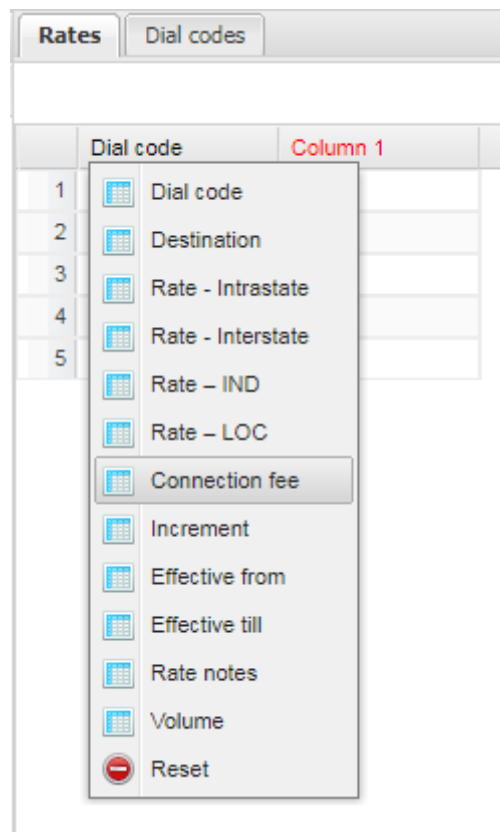 Rates Dial codes
Dial code Column 1
1 Dial code
2 Destination
3 Rate - Intrastate
4 Rate - Interstate
5 Rate – IND
Rate – LOC
Connection fee
Increment
Effective from
Effective till
Rate notes
Volume
Reset